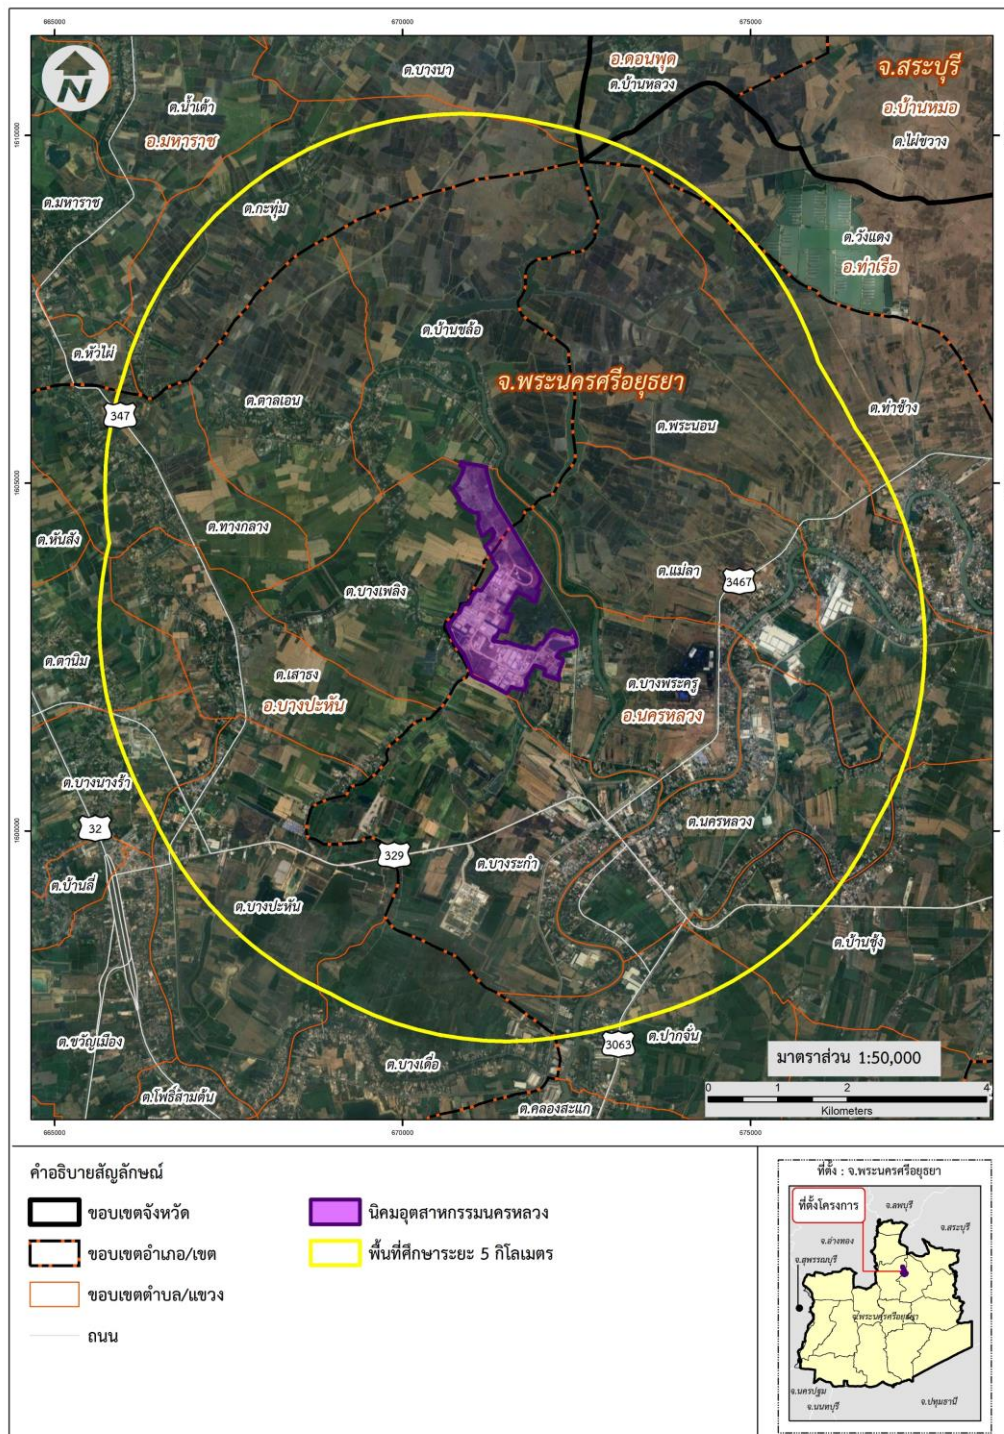 665000
670000
675000
N
ต.บางนา
อ.ดอนพุด
ต.บ้านหลวง
จ.สระบุรี
อ.บ้านหมอ
ต.ไผ่ขวาง
ต.น้ำเต้า
อ.มหาราช
1610000
1610000
ต.มหาราช
ต.กะทุ่ม
ต.วังแดง
อ.ท่าเรือ
ต.บ้านขล้อ
ต.หัวไผ่
จ.พระนครศรีอยุธยา
ต.ตาลเอน
ต.ท่าช้าง
347
ต.พระนอน
1605000
1605000
ต.ทางกลาง
ต.หันสัง
ต.แม่ลา
3467
ต.บางเพลิง
ต.ตานิม
ต.เสาธง
อ.บางปะหัน
ต.บางพระครู
อ.นครหลวง
ต.บางนางร้า
32
1600000
1600000
ต.นครหลวง
329
ต.บางระกำ
ต.บ้านลี่
ต.บางปะหัน
ต.บ้านชุ้ง
ต.ขวัญเมือง
3063
ต.ปากจั่น
ต.บางเดื่อ
ต.โพธิ์สามต้น
ต.คลองสะแก
มาตราส่วน 1:50,000
0 1 2 4
Kilometers
665000
670000
675000
คำอธิบายสัญลักษณ์
ขอบเขตจังหวัด
นิคมอุตสาหกรรมนครหลวง
ขอบเขตอำเภอ/เขต
พื้นที่ศึกษาระยะ 5 กิโลเมตร
ขอบเขตตำบล/แขวง
ถนน
ที่ตั้ง : จ.พระนครศรีอยุธยา
ที่ตั้งโครงการ
จ.ลพบุรี
จ.สระบุรี
จ.อ่างทอง
จ.สุพรรณบุรี
จ.พระนครศรีอยุธยา
จ.นครปฐม
จ.นนทบุรี
จ.ปทุมธานี